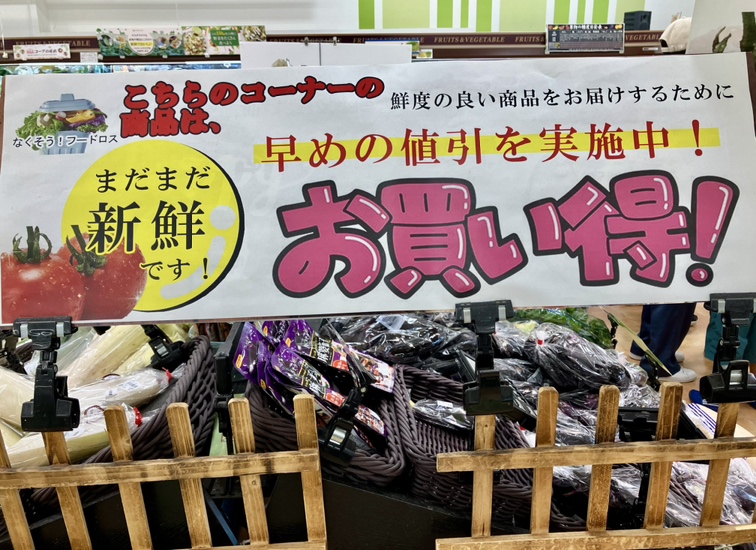 FRUITS&VEGETABLE
こちらのコーナーの
商品は、
鮮度の良い商品をお届けするために
なくそう！フードロス
早めの値引を実施中！
まだまだ
新鮮
です！
お買い得！